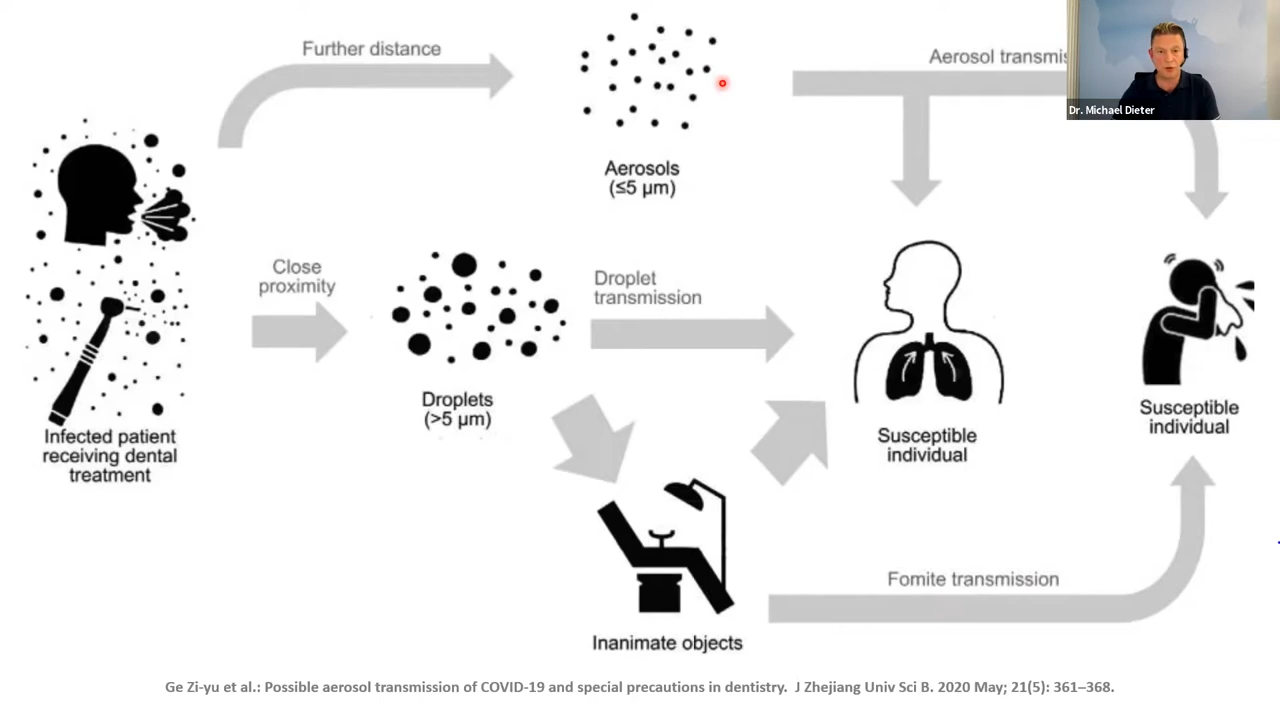 Further distance
Aerosol transmis
Dr. Michael Dieter
Aerosols
(≤5 µm)
Close
proximity
Droplet
transmission
Droplets
(>5 µm)
Infected patient
receiving dental
treatment
Susceptible
individual
Susceptible
individual
Fomite transmission
Inanimate objects
Ge Zi-yu et al.: Possible aerosol transmission of COVID-19 and special precautions in dentistry. J Zhejiang Univ Sci B. 2020 May; 21(5): 361–368.